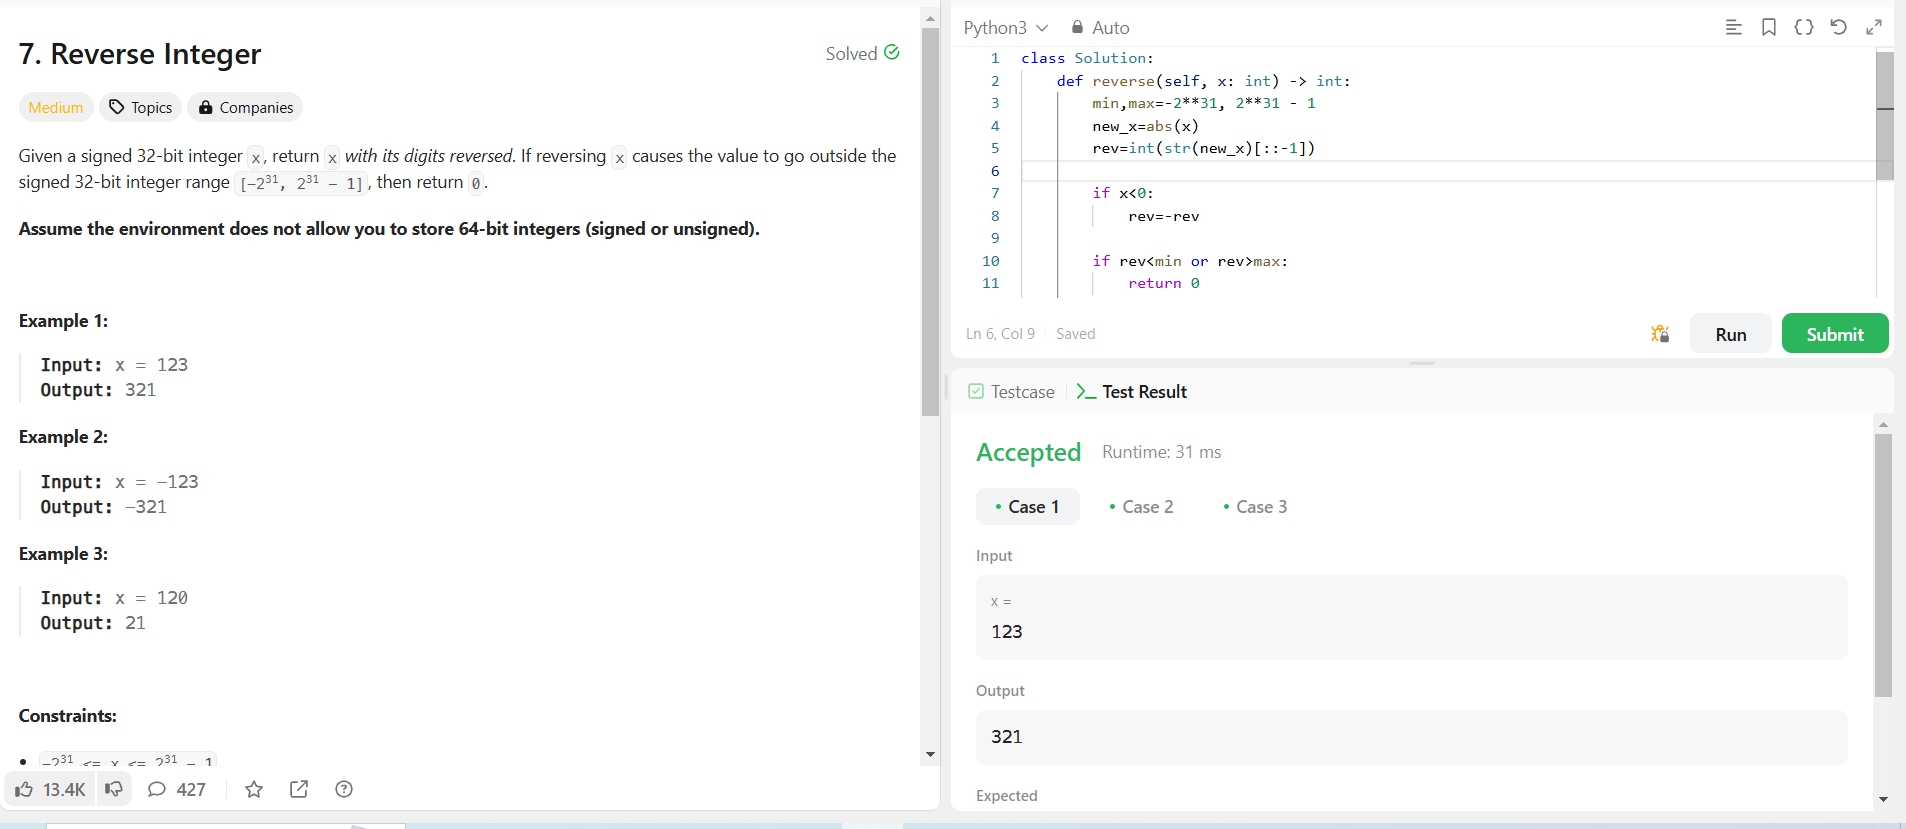 7. Reverse Integer
Solved
Medium
Topics
Companies
Given a signed 32-bit integer x, return x with its digits reversed. If reversing x causes the value to go outside the
signed 32-bit integer range [-2³¹, 2³¹ - 1], then return 0.
Assume the environment does not allow you to store 64-bit integers (signed or unsigned).
Example 1:
Input: x = 123
Output: 321
Example 2:
Input: x = -123
Output: -321
Example 3:
Input: x = 120
Output: 21
Constraints:
• -2³¹ <= x <= 2³¹ - 1
13.4K
427
Python3
Auto
1 class Solution:
2 def reverse(self, x: int) -> int:
3 min,max=-2**31, 2**31 - 1
4 new_x=abs(x)
5 rev=int(str(new_x)[::-1])
6
7 if x<0:
8 rev=-rev
9
10 if rev<min or rev>max:
11 return 0
Ln 6, Col 9
Saved
Run
Submit
Testcase
Test Result
Accepted
Runtime: 31 ms
• Case 1
• Case 2
• Case 3
Input
x =
123
Output
321
Expected